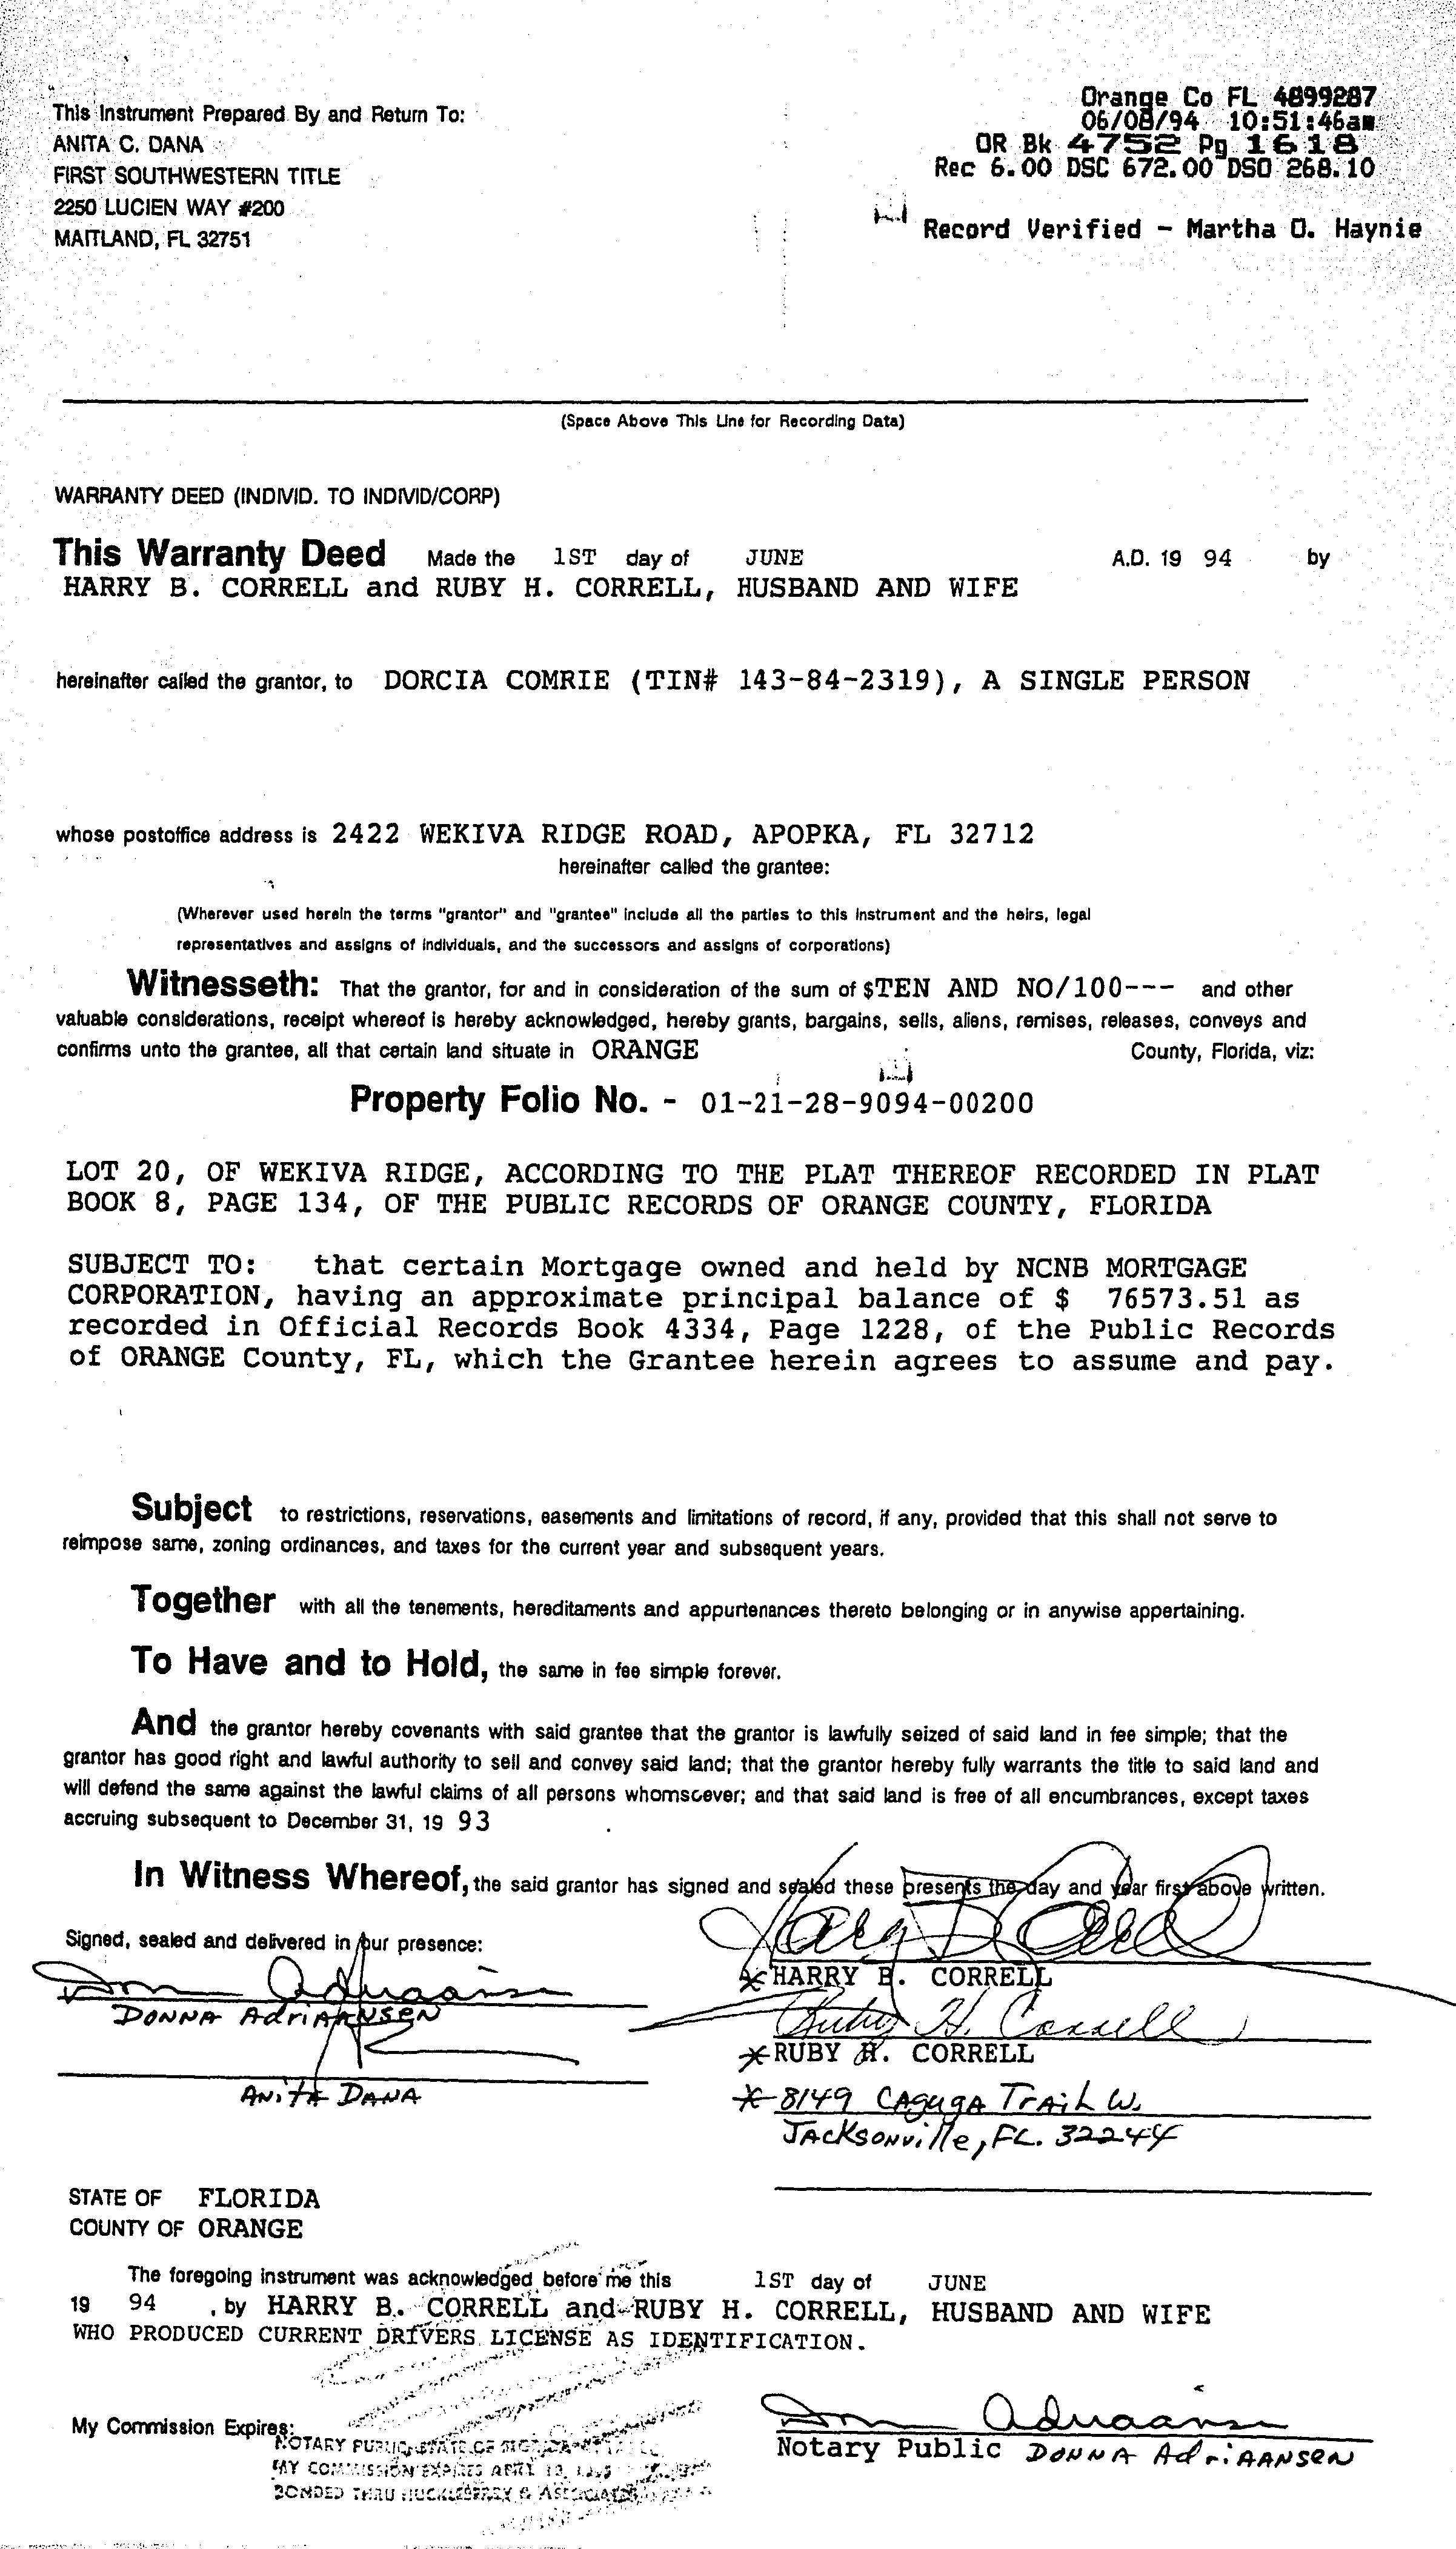 This Instrument Prepared By and Return To:
ANITA C. DANA
FIRST SOUTHWESTERN TITLE
2250 LUCIEN WAY #200
MAITLAND, FL 32751
Orange Co FL 4899287
06/08/94 10:51:46am
OR Bk 4752 Pg 1618
Rec 6.00 DSC 672.00 DSO 268.10
Record Verified - Martha O. Haynie
(Space Above This Line for Recording Data)
WARRANTY DEED (INDIVID. TO INDIVID/CORP)
This Warranty Deed Made the 1ST day of JUNE A.D. 19 94 by
HARRY B. CORRELL and RUBY H. CORRELL, HUSBAND AND WIFE
hereinafter called the grantor, to DORCIA COMRIE (TIN# 143-84-2319), A SINGLE PERSON
whose postoffice address is 2422 WEKIVA RIDGE ROAD, APOPKA, FL 32712
hereinafter called the grantee:
(Wherever used herein the terms "grantor" and "grantee" include all the parties to this instrument and the heirs, legal
representatives and assigns of individuals, and the successors and assigns of corporations)
Witnesseth: That the grantor, for and in consideration of the sum of $TEN AND NO/100--- and other
valuable considerations, receipt whereof is hereby acknowledged, hereby grants, bargains, sells, aliens, remises, releases, conveys and
confirms unto the grantee, all that certain land situate in ORANGE County, Florida, viz:
Property Folio No. - 01-21-28-9094-00200
LOT 20, OF WEKIVA RIDGE, ACCORDING TO THE PLAT THEREOF RECORDED IN PLAT
BOOK 8, PAGE 134, OF THE PUBLIC RECORDS OF ORANGE COUNTY, FLORIDA
SUBJECT TO: that certain Mortgage owned and held by NCNB MORTGAGE
CORPORATION, having an approximate principal balance of $ 76573.51 as
recorded in Official Records Book 4334, Page 1228, of the Public Records
of ORANGE County, FL, which the Grantee herein agrees to assume and pay.
Subject to restrictions, reservations, easements and limitations of record, if any, provided that this shall not serve to
reimpose same, zoning ordinances, and taxes for the current year and subsequent years.
Together with all the tenements, hereditaments and appurtenances thereto belonging or in anywise appertaining.
To Have and to Hold, the same in fee simple forever.
And the grantor hereby covenants with said grantee that the grantor is lawfully seized of said land in fee simple; that the
grantor has good right and lawful authority to sell and convey said land; that the grantor hereby fully warrants the title to said land and
will defend the same against the lawful claims of all persons whomsoever; and that said land is free of all encumbrances, except taxes
accruing subsequent to December 31, 19 93
In Witness Whereof, the said grantor has signed and sealed these presents the day and year first above written.
Signed, sealed and delivered in our presence:
DONNA AdriAANSEN
ANitA DANA
Harry B Correll
*HARRY B. CORRELL
Ruby H. Correll
*RUBY H. CORRELL
* 8149 CAguga TrAiL W.
JAcksonville, FL. 32244
STATE OF FLORIDA
COUNTY OF ORANGE
The foregoing instrument was acknowledged before me this 1ST day of JUNE
19 94 , by HARRY B. CORRELL and RUBY H. CORRELL, HUSBAND AND WIFE
WHO PRODUCED CURRENT DRIVERS LICENSE AS IDENTIFICATION.
My Commission Expires:
NOTARY PUBLIC STATE OF
MY COMMISSION EXPIRES
BONDED THRU HUCKLEBERRY & ASSOCIATES
Notary Public DONNA AdriAANSEN